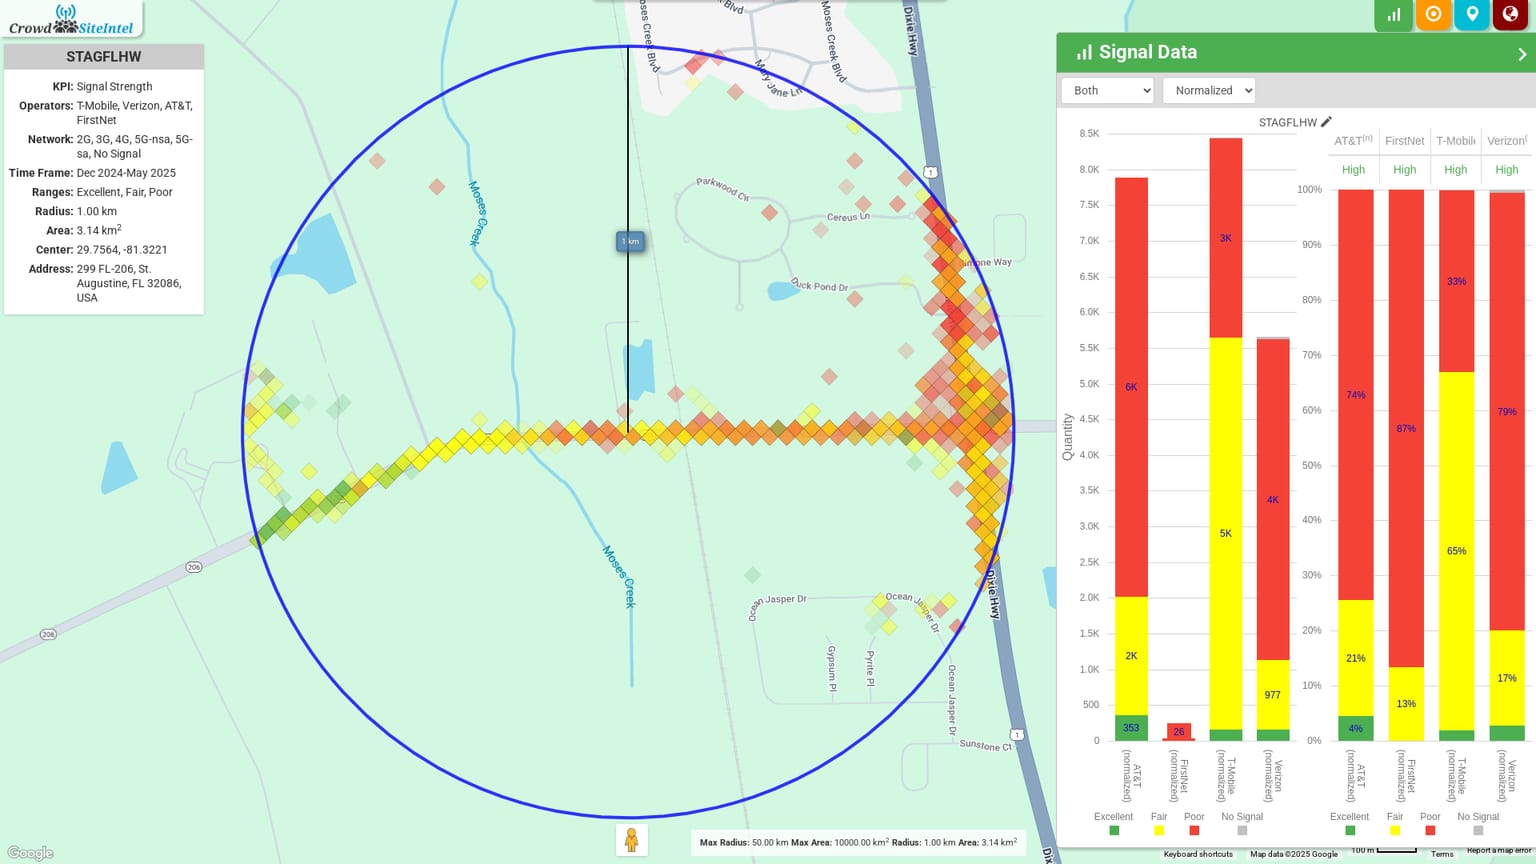 CrowdSiteIntel
STAGFLHW
KPI: Signal Strength
Operators: T-Mobile, Verizon, AT&T,
FirstNet
Network: 2G, 3G, 4G, 5G-nsa, 5G-
sa, No Signal
Time Frame: Dec 2024-May 2025
Ranges: Excellent, Fair, Poor
Radius: 1.00 km
Area: 3.14 km²
Center: 29.7564, -81.3221
Address: 299 FL-206, St.
Augustine, FL 32086,
USA
Blvd
Moses Creek Blvd
Moses Creek Blvd
Mary Jane Ln
Dixie Hwy
1
Moses Creek
Parkwood Cir
Cereus Ln
1 km
Simone Way
Duck Pond Dr
206
206
Moses Creek
Ocean Jasper Dr
Ocean Jasper Dr
Dixie Hwy
Gypsum Pl
Pyrite Pl
Ocean Jasper Dr
1
Sunstone Ct
Google
Max Radius: 50.00 km Max Area: 10000.00 km² Radius: 1.00 km Area: 3.14 km²
Signal Data
Both
Normalized
STAGFLHW
8.5K
8.0K
7.5K
7.0K
6.5K
6.0K
5.5K
5.0K
4.5K
4.0K
3.5K
3.0K
2.5K
2.0K
1.5K
1.0K
500
0
Quantity
6K
2K
353
26
3K
5K
4K
977
AT&T (normalized)
FirstNet (normalized)
T-Mobile (normalized)
Verizon (normalized)
Excellent Fair Poor No Signal
AT&T(n) FirstNet T-Mobile Verizon(
High High High High
100%
90%
80%
70%
60%
50%
40%
30%
20%
10%
0%
74%
21%
4%
87%
13%
33%
65%
79%
17%
AT&T (normalized)
FirstNet (normalized)
T-Mobile (normalized)
Verizon (normalized)
Excellent Fair Poor No Signal
Keyboard shortcuts Map data ©2025 Google 100 m Terms Report a map error